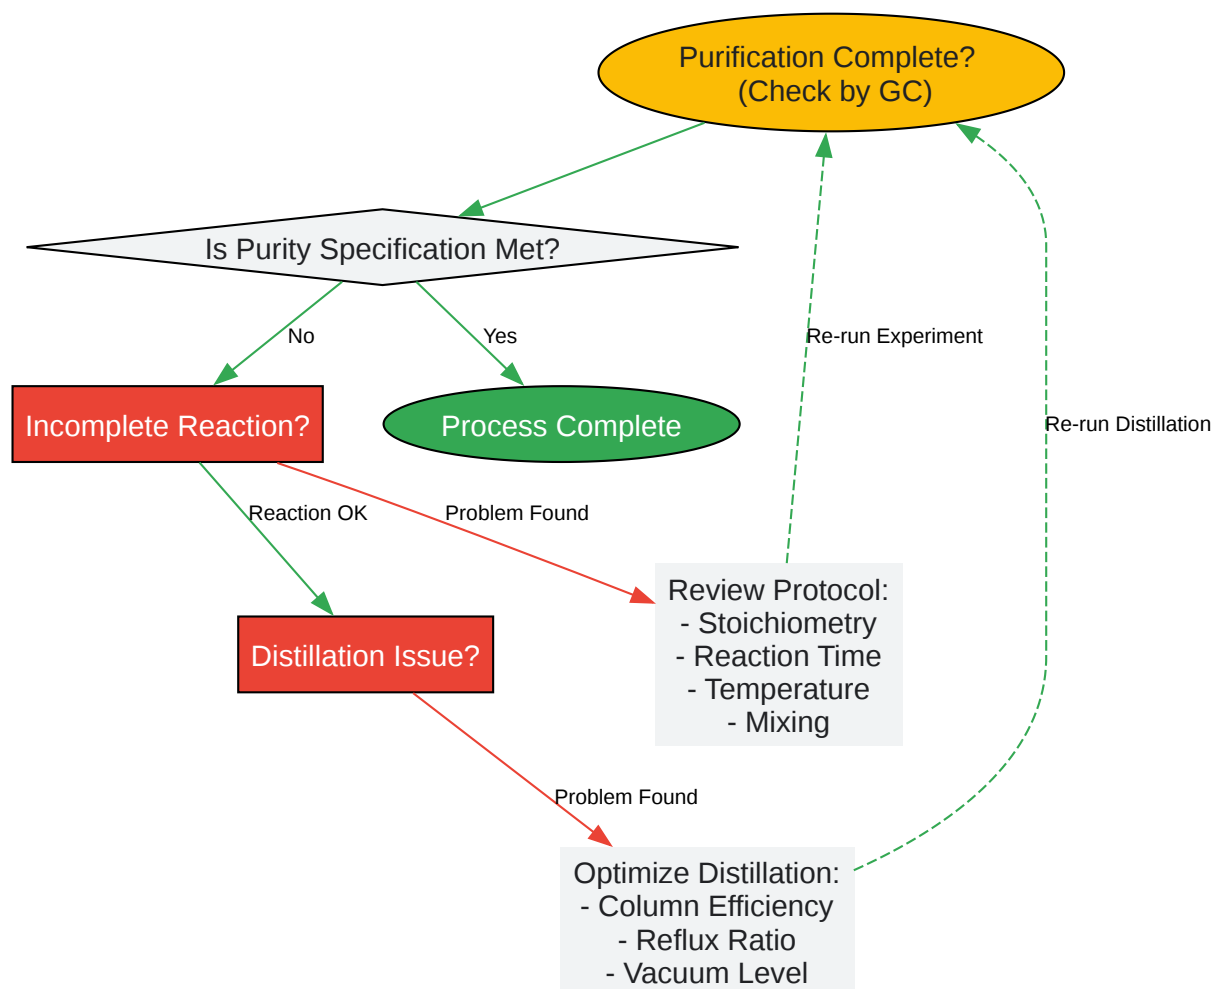 Purification Complete?
(Check by GC)
Is Purity Specification Met?
No
Yes
Re-run Experiment
Incomplete Reaction?
Process Complete
Re-run Distillation
Reaction OK
Problem Found
Review Protocol:
- Stoichiometry
- Reaction Time
- Temperature
- Mixing
Distillation Issue?
Problem Found
Optimize Distillation:
- Column Efficiency
- Reflux Ratio
- Vacuum Level